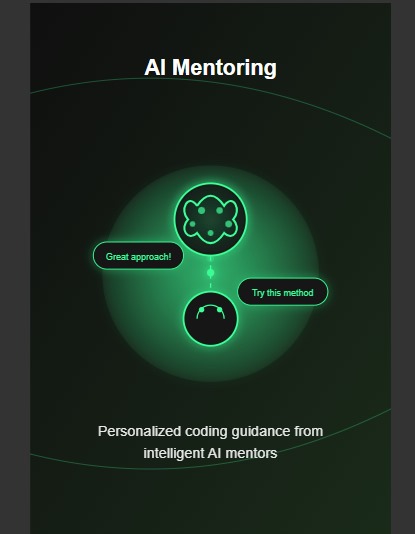 AI Mentoring
Great approach!
Try this method
Personalized coding guidance from
intelligent AI mentors